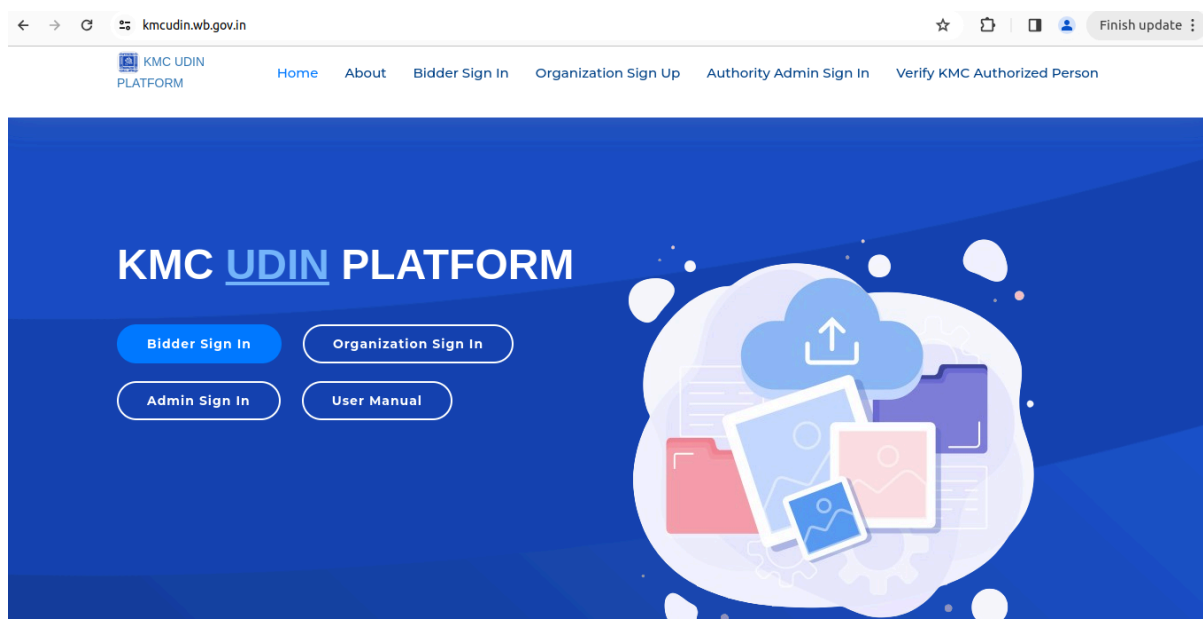 kmcudin.wb.gov.in
Finish update
KMC UDIN
PLATFORM
Home About Bidder Sign In Organization Sign Up Authority Admin Sign In Verify KMC Authorized Person
KMC UDIN PLATFORM
Bidder Sign In Organization Sign In
Admin Sign In User Manual